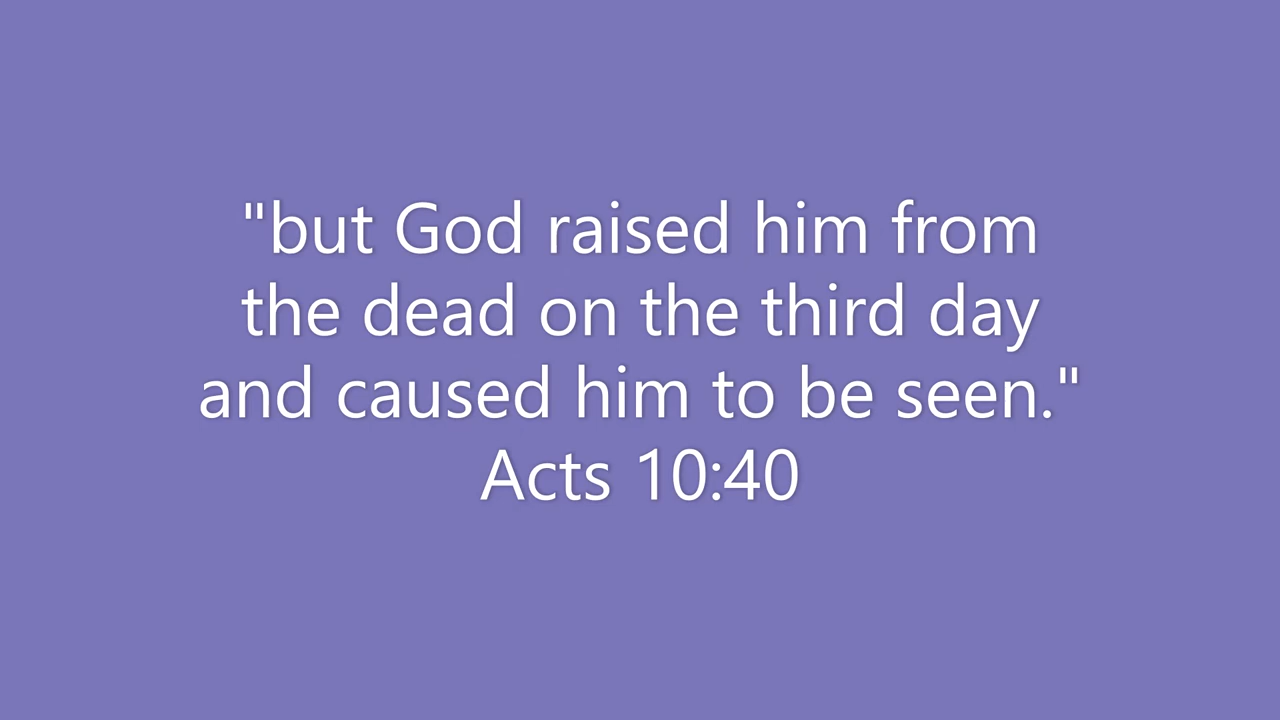 "but God raised him from
the dead on the third day
and caused him to be seen."
Acts 10:40